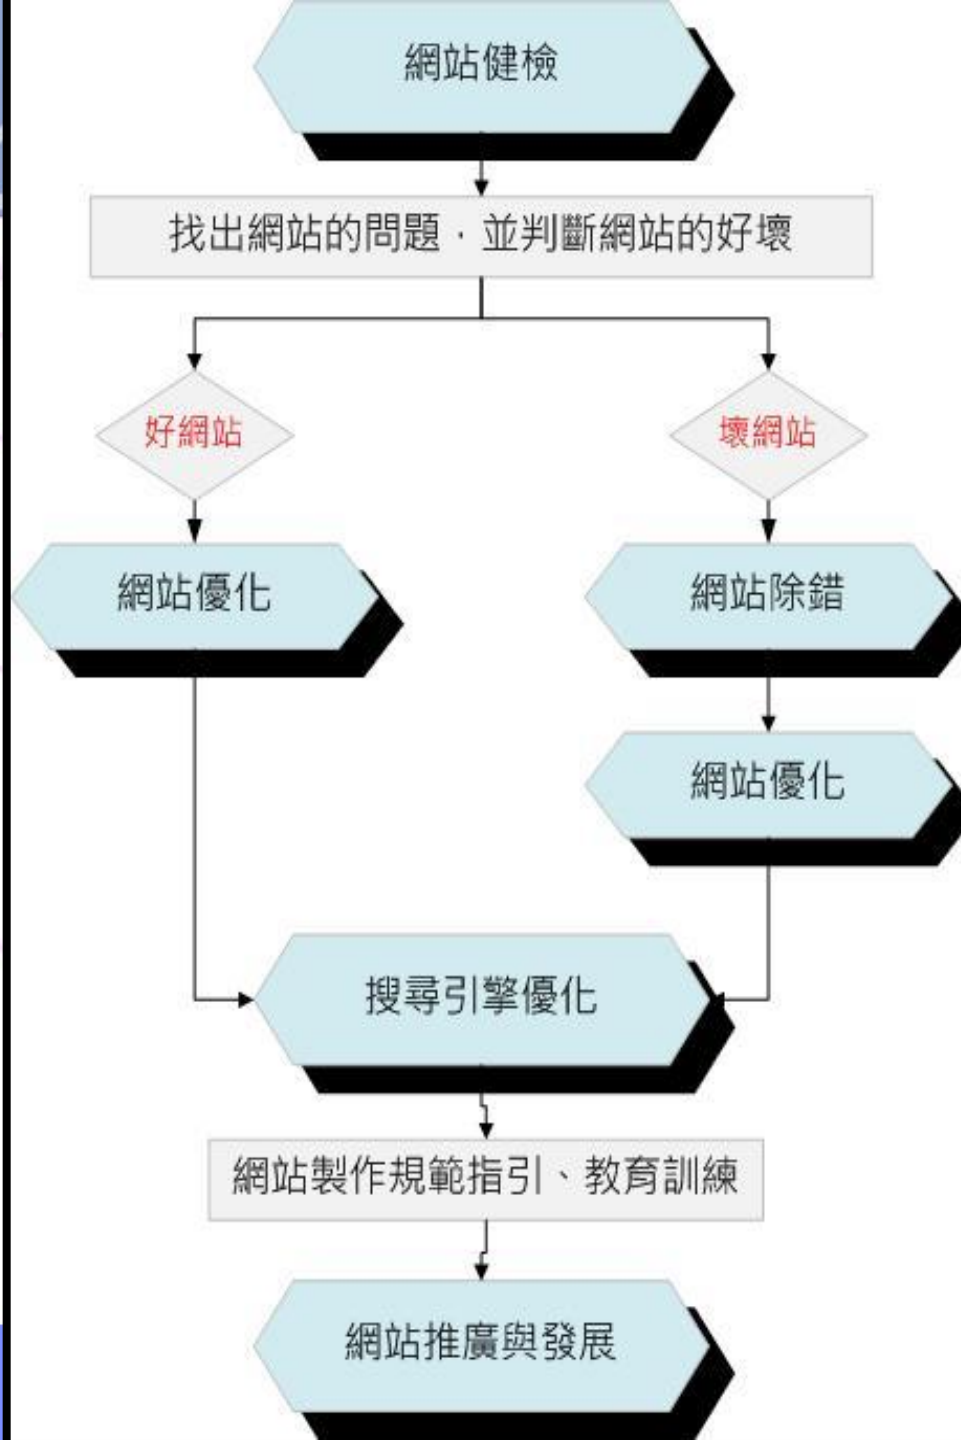 網站健檢
找出網站的問題，並判斷網站的好壞
好網站
壞網站
網站優化
網站除錯
網站優化
搜尋引擎優化
網站製作規範指引、教育訓練
網站推廣與發展